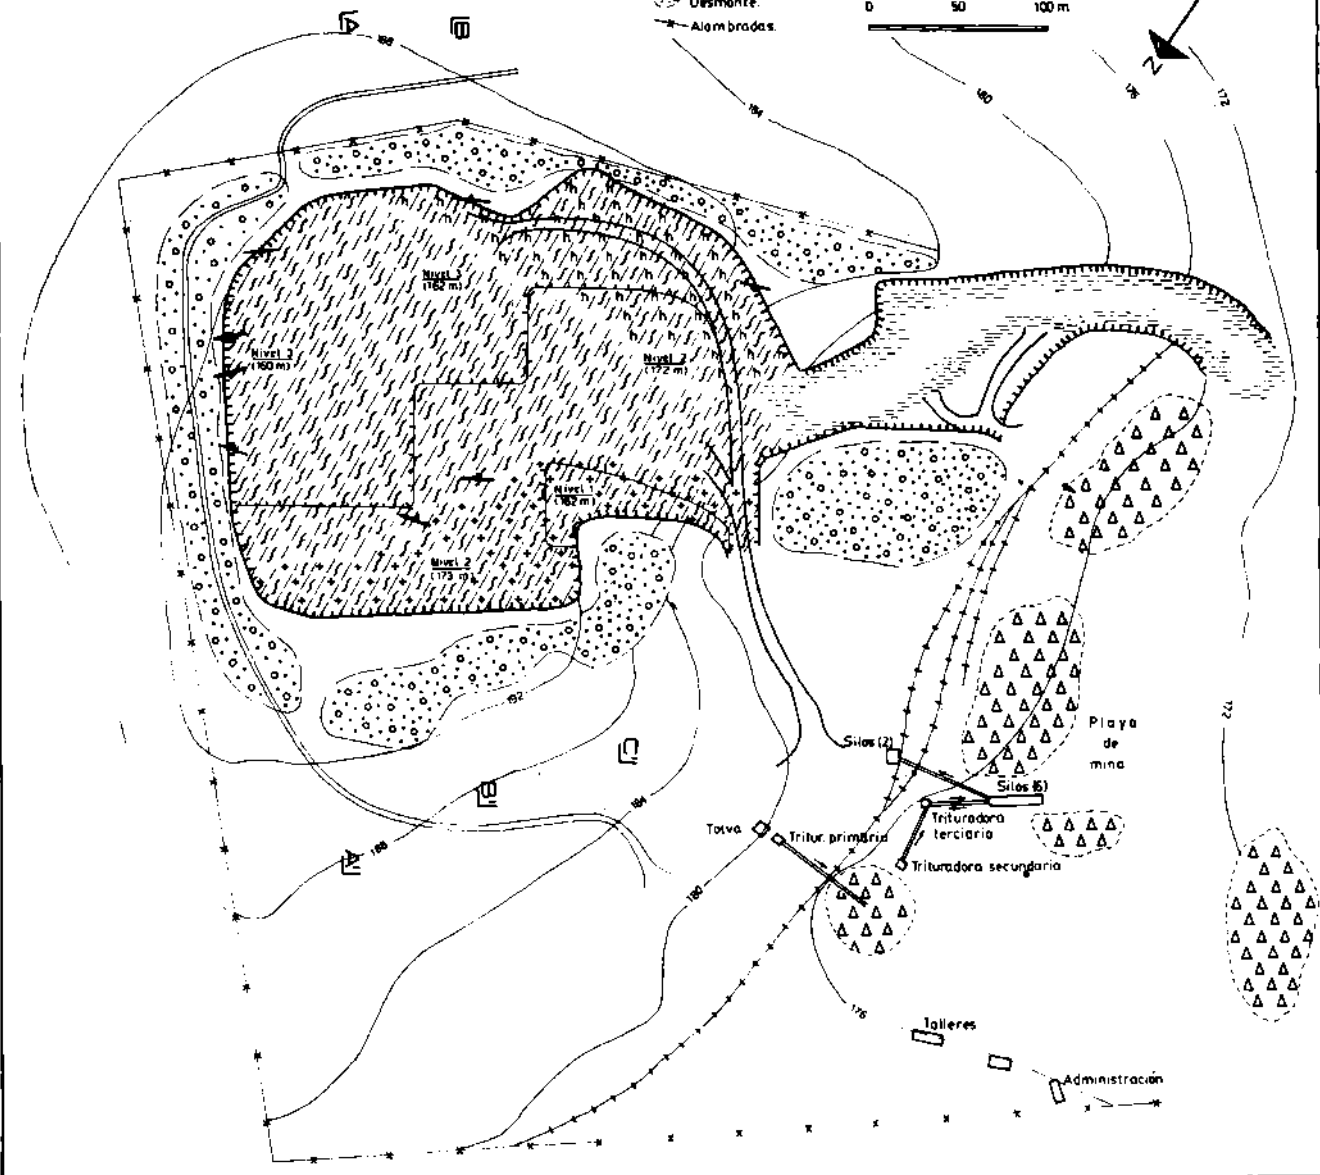 Desmonte.
Alambradas.
0 50 100 m
N
A
B
188
184
180
176
172
Nivel 3
(162 m)
Nivel 3
(160 m)
Nivel 2
(172 m)
Nivel 1
(182 m)
Nivel 2
(173 m)
192
172
Playa
de
mina
C'
B'
A'
188
184
180
176
Silos (2)
Silos (6)
Tolva
Tritur. primaria
Trituradora
terciaria
Trituradora secundaria
Talleres
Administración